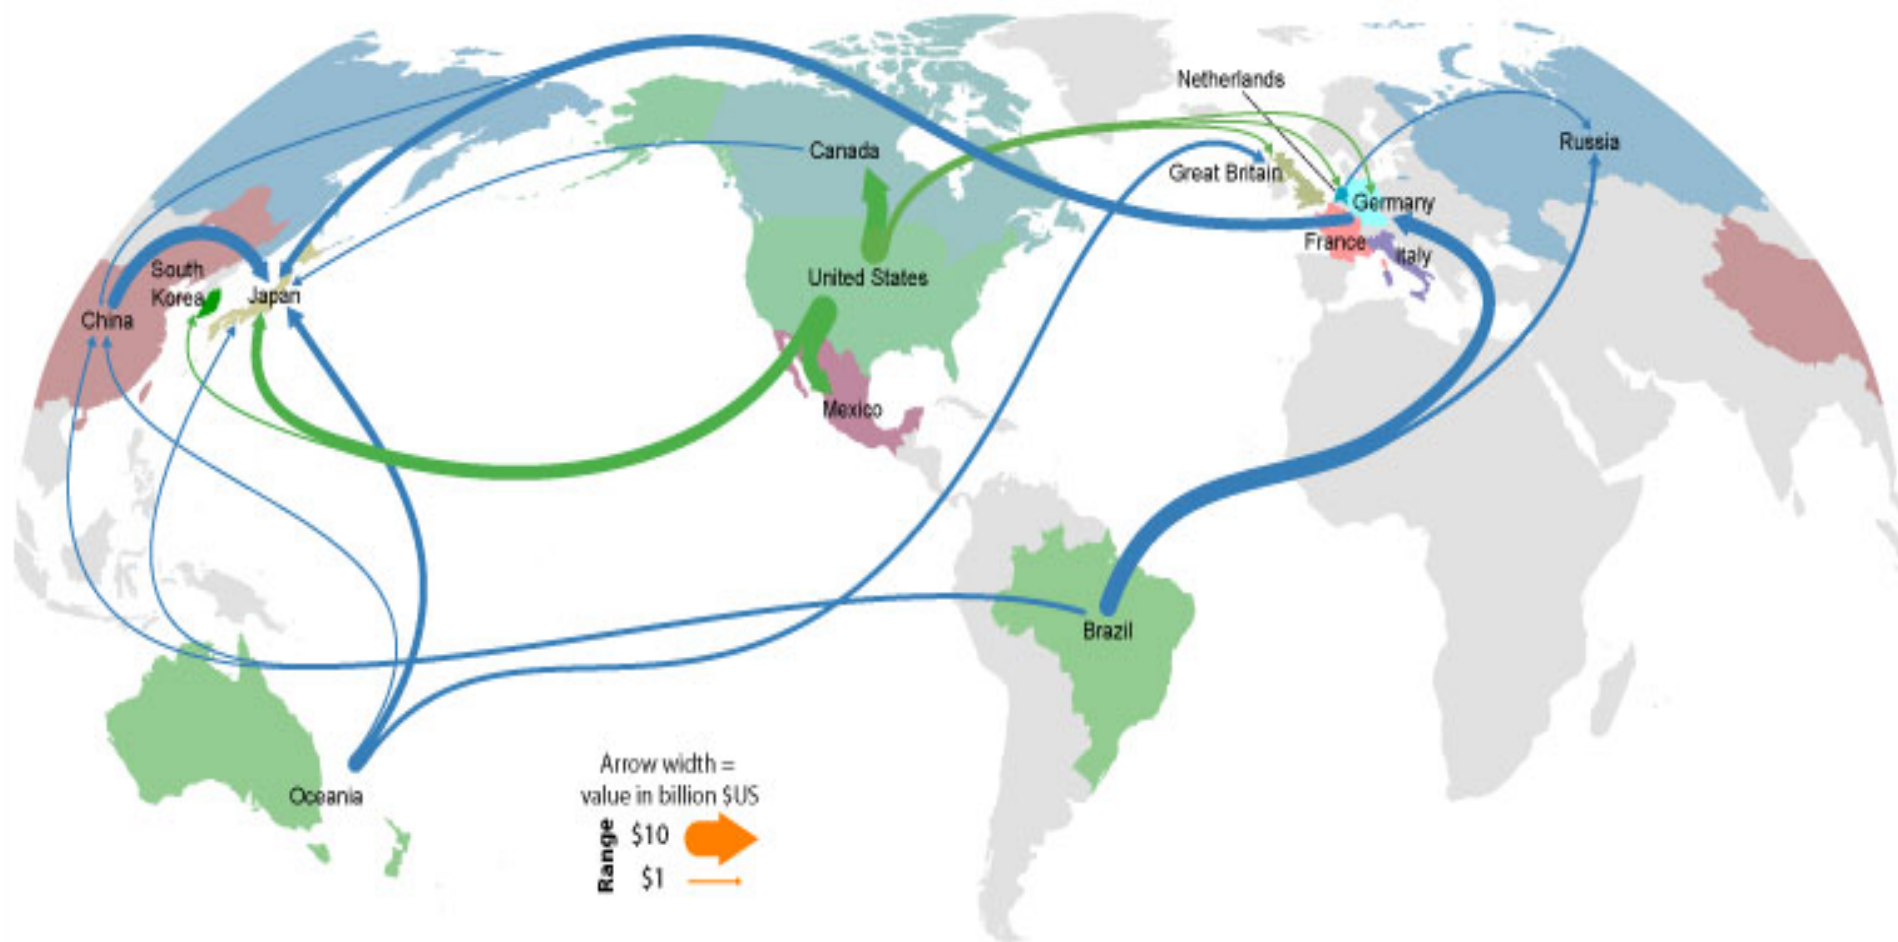 Netherlands
Canada
Russia
Great Britain
Germany
France
Italy
South
Korea
Japan
China
United States
Mexico
Brazil
Oceania
Arrow width =
value in billion $US
Range
$10
$1